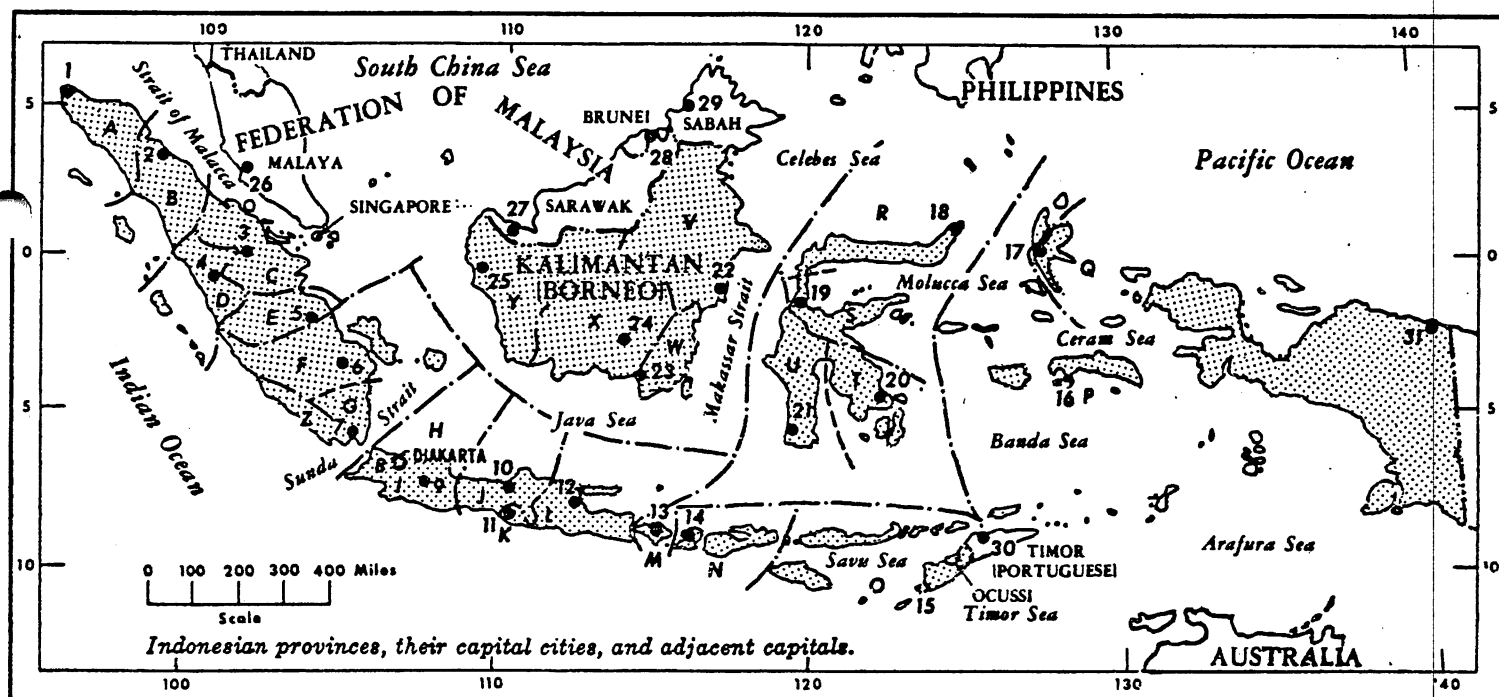 100 110 120 130 140
THAILAND
South China Sea
PHILIPPINES
1
5
Strait of Malacca
FEDERATION OF MALAYSIA
BRUNEI
29
SABAH
5
A
2
MALAYA
28
Celebes Sea
Pacific Ocean
26
B
SINGAPORE
27
SARAWAK
V
R
18
O
3
0
KALIMANTAN
[BORNEO]
22
17
Q
0
4
C
25
Y
19
Molucca Sea
D
E
5
X
24
Makassar Strait
Ceram Sea
31
F
6
W
23
U
T
20
16
P
5
G
7
Z
Strait
Java Sea
21
Banda Sea
5
Indian Ocean
H
DJAKARTA
Sunda
8
I
9
J
10
12
11
K
L
13
14
M
N
Savu Sea
30
TIMOR
[PORTUGUESE]
Arafura Sea
10
0 100 200 300 400 Miles
Scale
O
15
OCUSSI
Timor Sea
10
Indonesian provinces, their capital cities, and adjacent capitals.
AUSTRALIA
100 110 120 130 140